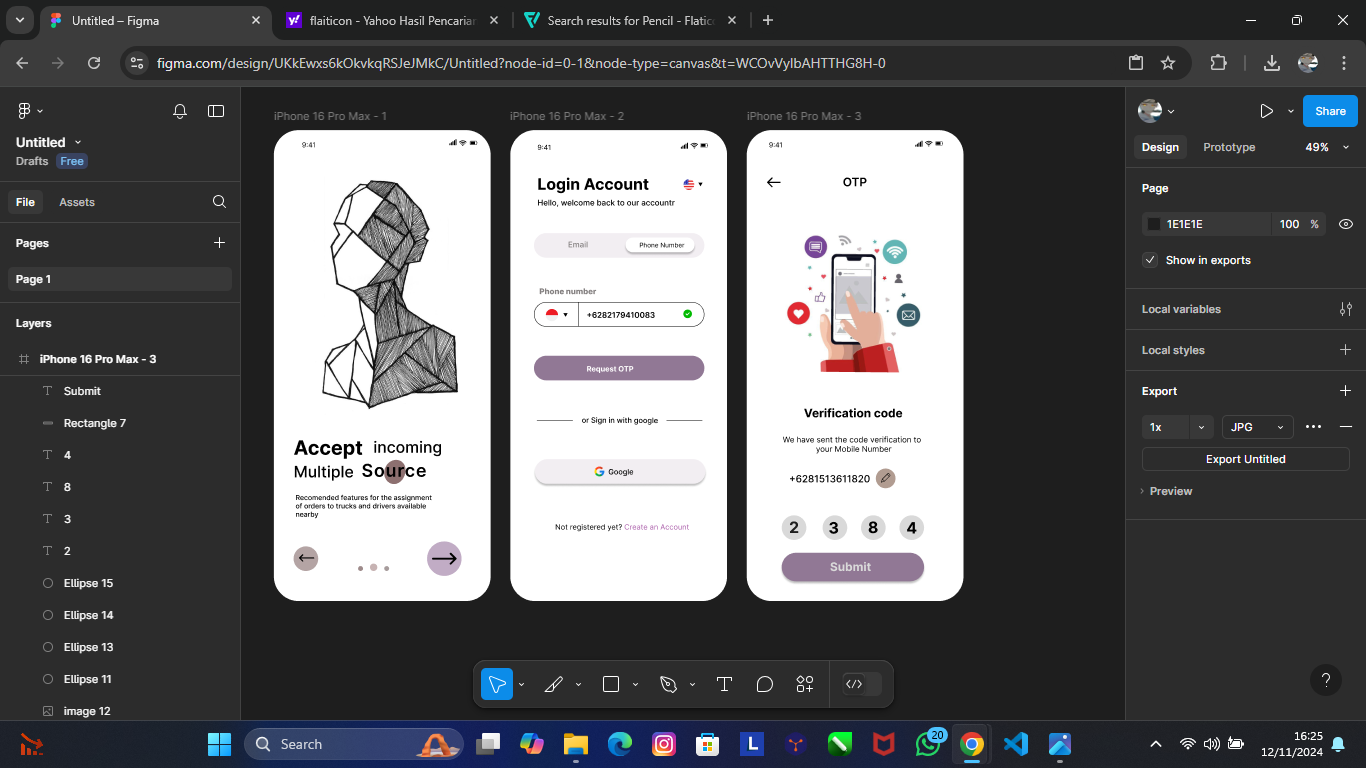 Untitled – Figma
flaiticon - Yahoo Hasil Pencarian
Search results for Pencil - Flatic
figma.com/design/UKkEwxs6kOkvkqRSJeJMkC/Untitled?node-id=0-1&node-type=canvas&t=WCOvVylbAHTTHG8H-0
Untitled
Drafts Free
File Assets
Pages
Page 1
Layers
iPhone 16 Pro Max - 3
Submit
Rectangle 7
4
8
3
2
Ellipse 15
Ellipse 14
Ellipse 13
Ellipse 11
image 12
iPhone 16 Pro Max - 1
9:41
Accept incoming
Multiple Source
Recomended features for the assignment
of orders to trucks and drivers available
nearby
iPhone 16 Pro Max - 2
9:41
Login Account
Hello, welcome back to our accountr
Email Phone Number
Phone number
+6282179410083
Request OTP
or Sign in with google
Google
Not registered yet? Create an Account
iPhone 16 Pro Max - 3
9:41
OTP
Verification code
We have sent the code verification to
your Mobile Number
+6281513611820
2 3 8 4
Submit
Share
Design Prototype 49%
Page
1E1E1E 100 %
Show in exports
Local variables
Local styles
Export
1x JPG
Export Untitled
Preview
?
Search
L
20
16:25
12/11/2024